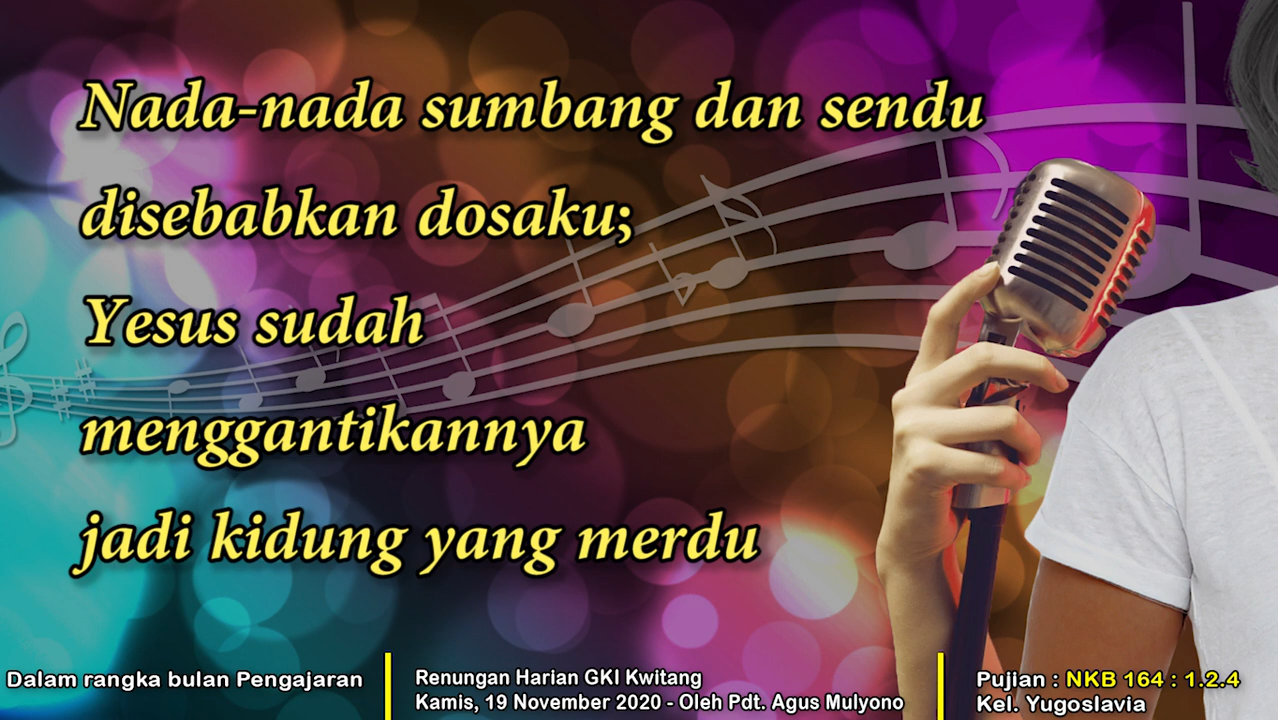 Nada-nada sumbang dan sendu
disebabkan dosaku;
Yesus sudah
menggantikannya
jadi kidung yang merdu
Dalam rangka bulan Pengajaran
Renungan Harian GKI Kwitang
Kamis, 19 November 2020 - Oleh Pdt. Agus Mulyono
Pujian : NKB 164 : 1.2.4
Kel. Yugoslavia